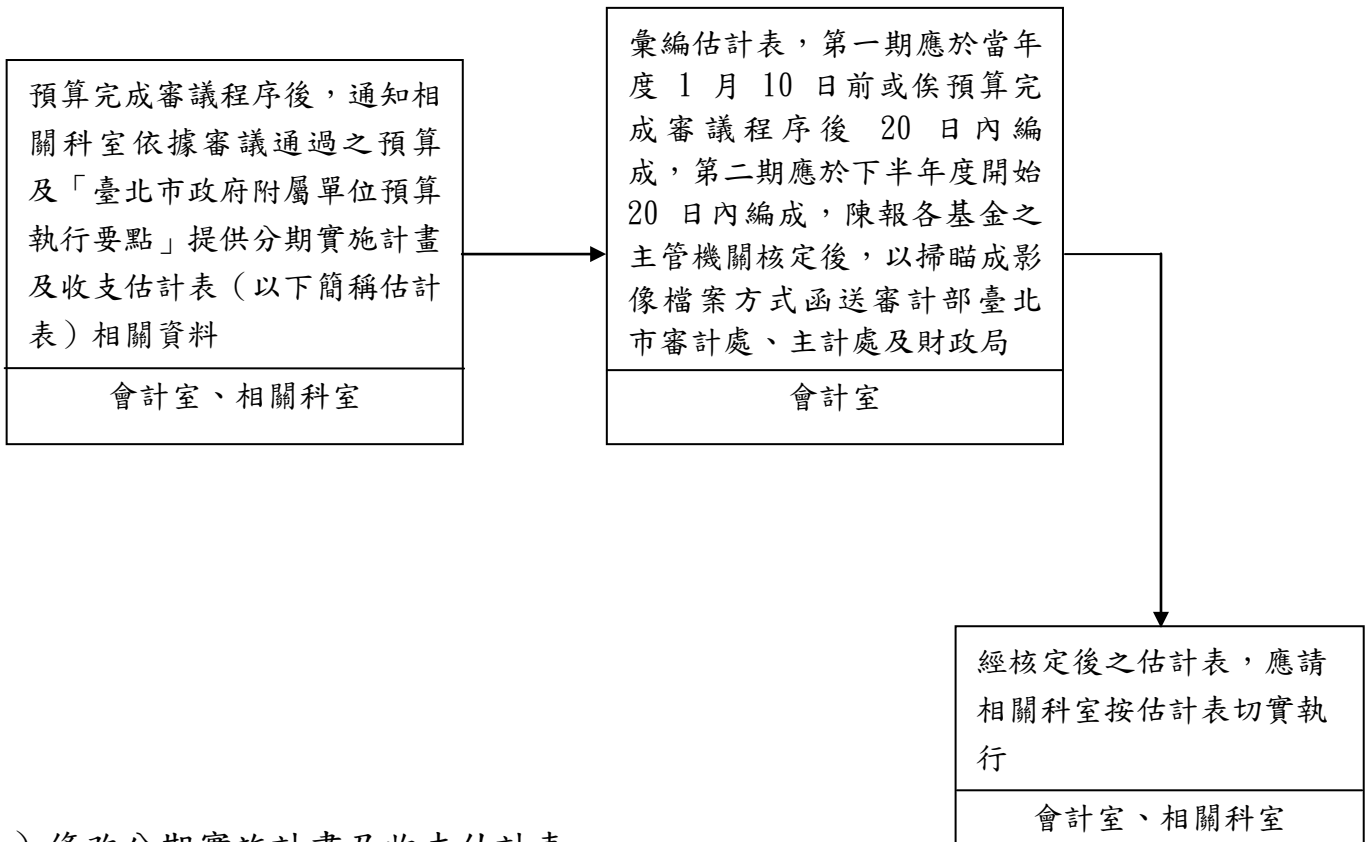 預算完成審議程序後，通知相
關科室依據審議通過之預算
及「臺北市政府附屬單位預算
執行要點」提供分期實施計畫
及收支估計表（以下簡稱估計
表）相關資料
會計室、相關科室
彙編估計表，第一期應於當年
度 1 月 10 日前或俟預算完
成審議程序後 20 日內編
成，第二期應於下半年度開始
20 日內編成，陳報各基金之
主管機關核定後，以掃瞄成影
像檔案方式函送審計部臺北
市審計處、主計處及財政局
會計室
經核定後之估計表，應請
相關科室按估計表切實執
行
會計室、相關科室
）修改分期實施計畫及收支估計表